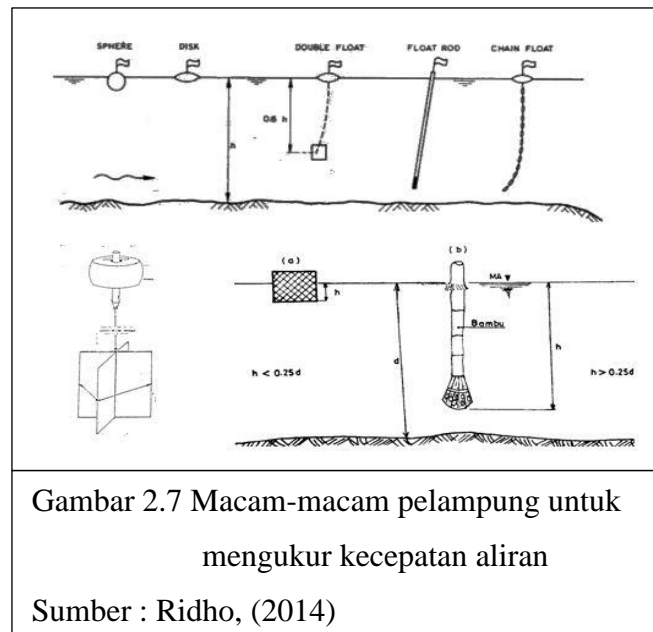 SPHERE DISK DOUBLE FLOAT FLOAT ROD CHAIN FLOAT
h
0.6 h
(a)
(b)
MA
h
Bambu
d
h
h < 0.25d
h > 0.25d
Gambar 2.7 Macam-macam pelampung untuk
mengukur kecepatan aliran
Sumber : Ridho, (2014)